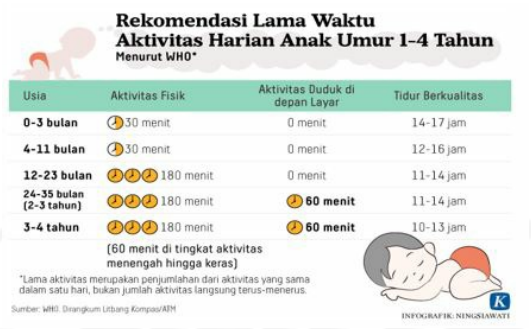 Rekomendasi Lama Waktu
Aktivitas Harian Anak Umur 1-4 Tahun
Menurut WHO*
Usia Aktivitas Fisik Aktivitas Duduk di depan Layar Tidur Berkualitas
0-3 bulan 30 menit 0 menit 14-17 jam
4-11 bulan 30 menit 0 menit 12-16 jam
12-23 bulan 180 menit 0 menit 11-14 jam
24-35 bulan (2-3 tahun) 180 menit 60 menit 11-14 jam
3-4 tahun 180 menit 60 menit 10-13 jam
(60 menit di tingkat aktivitas
menengah hingga keras)
*Lama aktivitas merupakan penjumlahan dari aktivitas yang sama
dalam satu hari, bukan jumlah aktivitas langsung terus-menerus.
Sumber: WHO. Dirangkum Litbang Kompas/ATM
K
INFOGRAFIK: NINGSIAWATI